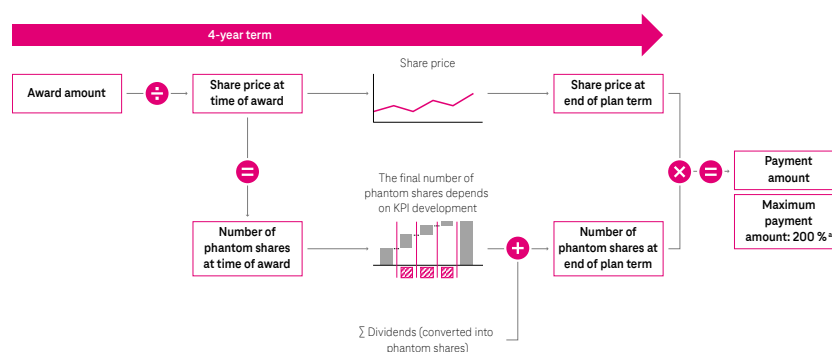 4-year term
Share price
Award amount
÷
Share price at
time of award
Share price at
end of plan term
=
×
=
Payment
amount
Maximum
payment
amount: 200 %ª
The final number of
phantom shares depends
on KPI development
Number of
phantom shares
at time of award
+
Number of
phantom shares at
end of plan term
∑ Dividends (converted into
phantom shares)